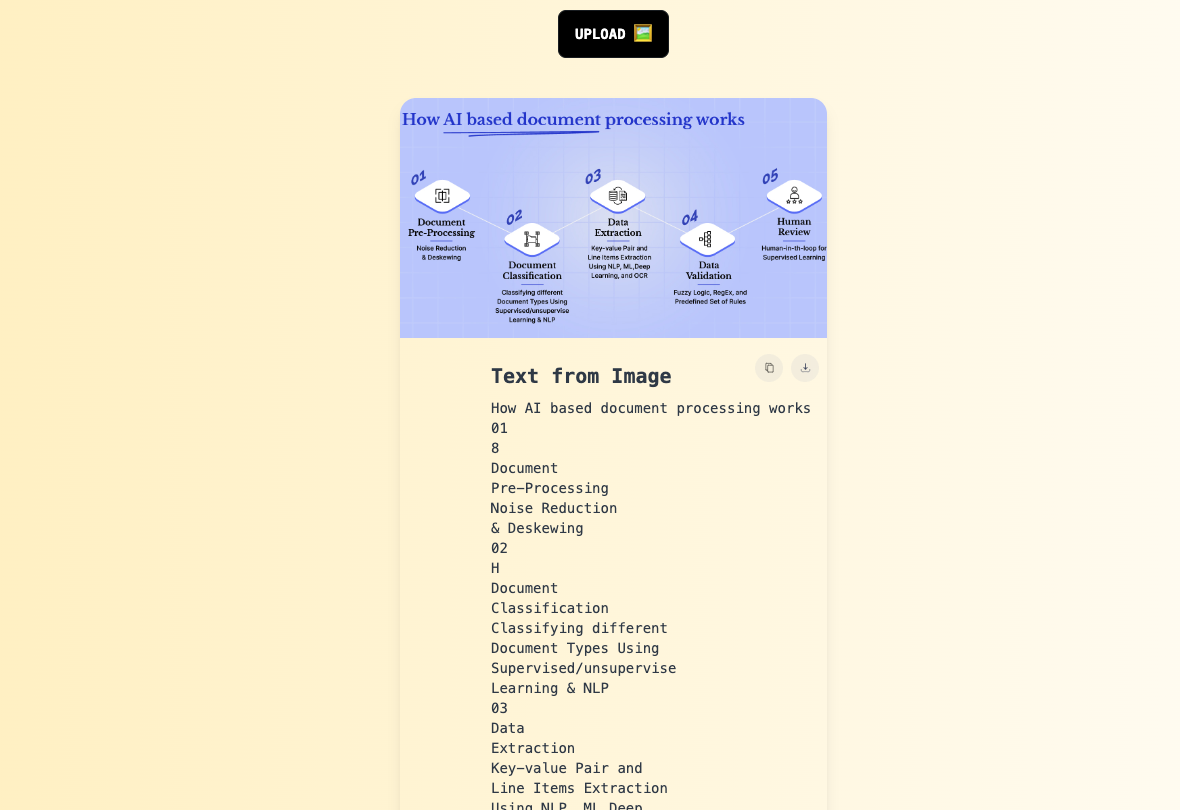 UPLOAD
How AI based document processing works
01
Document
Pre-Processing
Noise Reduction
& Deskewing
02
Document
Classification
Classifying different
Document Types Using
Supervised/unsupervise
Learning & NLP
03
Data
Extraction
Key-value Pair and
Line Items Extraction
Using NLP, ML,Deep
Learning, and OCR
04
Data
Validation
Fuzzy Logic, RegEx, and
Predefined Set of Rules
05
Human
Review
Human-in-th-loop for
Supervised Learning
Text from Image
How AI based document processing works
01
8
Document
Pre-Processing
Noise Reduction
& Deskewing
02
H
Document
Classification
Classifying different
Document Types Using
Supervised/unsupervise
Learning & NLP
03
Data
Extraction
Key-value Pair and
Line Items Extraction
Using NLP, ML,Deep